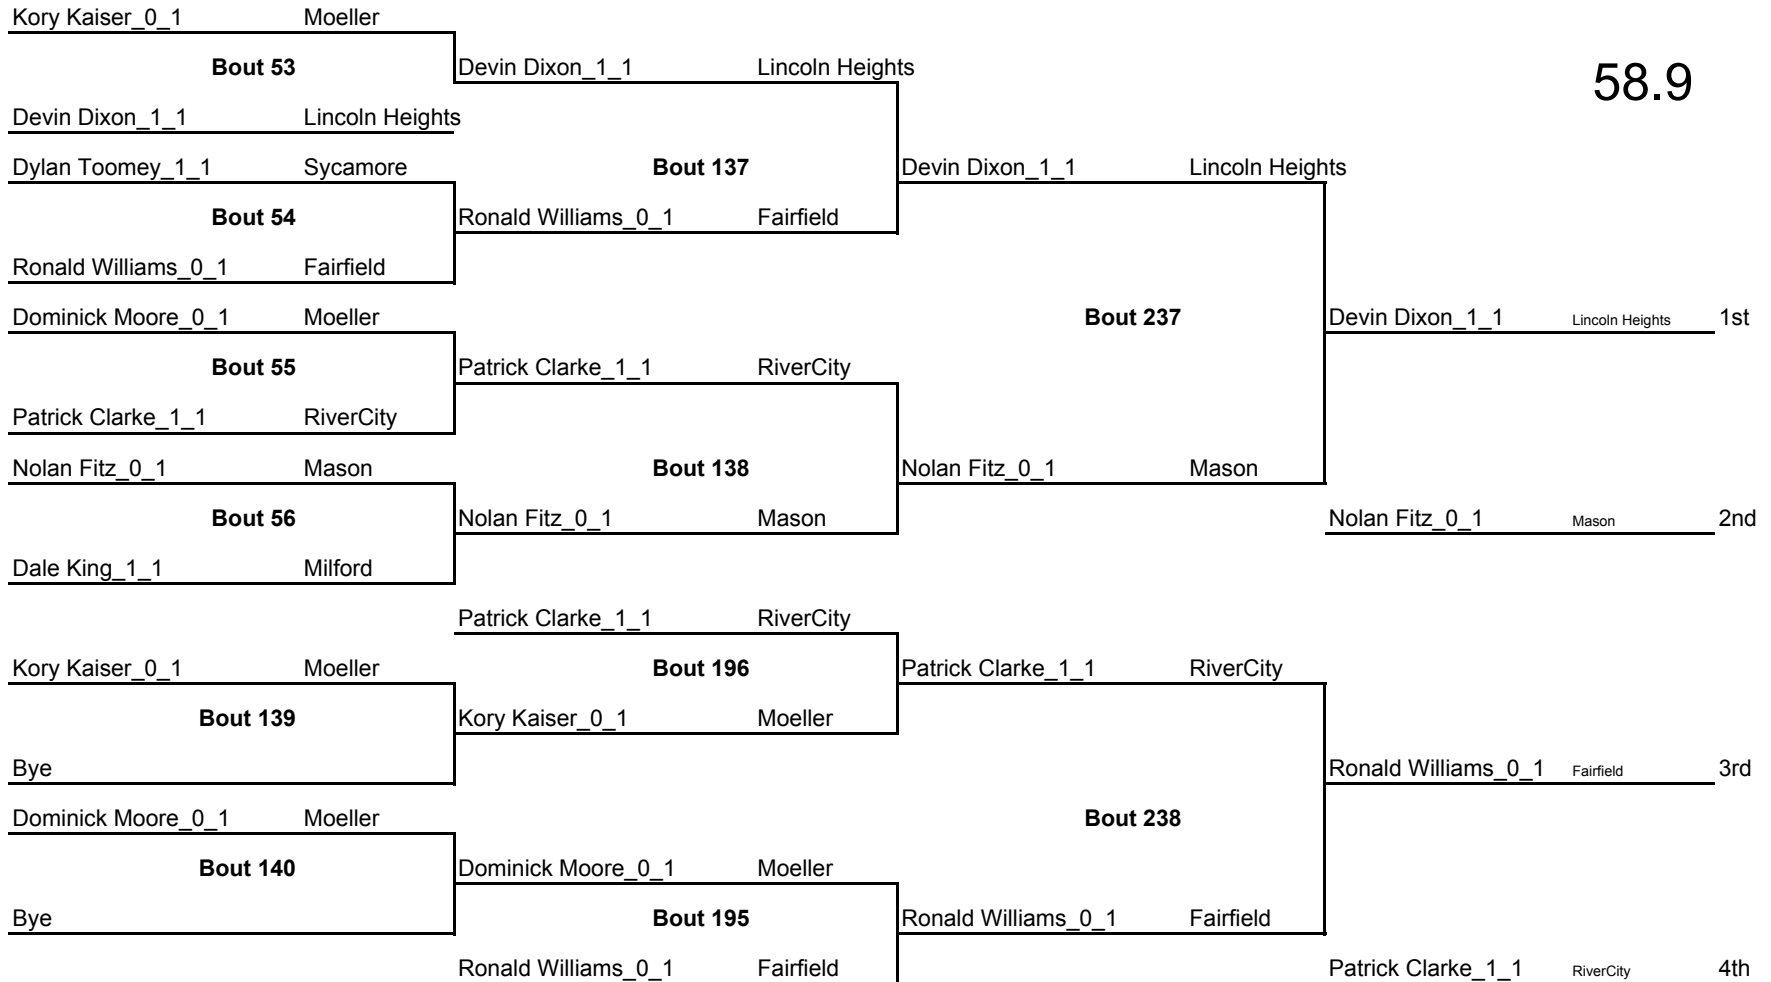 Kory Kaiser_0_1 Moeller
Bout 53 Devin Dixon_1_1 Lincoln Heights 58.9
Devin Dixon_1_1 Lincoln Heights
Dylan Toomey_1_1 Sycamore Bout 137 Devin Dixon_1_1 Lincoln Heights
Bout 54 Ronald Williams_0_1 Fairfield
Ronald Williams_0_1 Fairfield
Dominick Moore_0_1 Moeller Bout 237 Devin Dixon_1_1 Lincoln Heights 1st
Bout 55 Patrick Clarke_1_1 RiverCity
Patrick Clarke_1_1 RiverCity
Nolan Fitz_0_1 Mason Bout 138 Nolan Fitz_0_1 Mason
Bout 56 Nolan Fitz_0_1 Mason Nolan Fitz_0_1 Mason 2nd
Dale King_1_1 Milford
Patrick Clarke_1_1 RiverCity
Kory Kaiser_0_1 Moeller Bout 196 Patrick Clarke_1_1 RiverCity
Bout 139 Kory Kaiser_0_1 Moeller
Bye Ronald Williams_0_1 Fairfield 3rd
Dominick Moore_0_1 Moeller Bout 238
Bout 140 Dominick Moore_0_1 Moeller
Bye Bout 195 Ronald Williams_0_1 Fairfield
Ronald Williams_0_1 Fairfield Patrick Clarke_1_1 RiverCity 4th